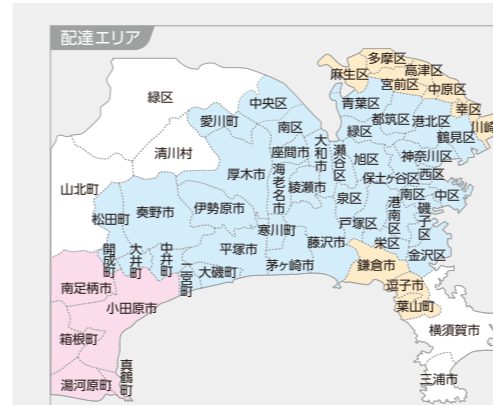 配達エリア
多摩区
麻生区
高津区
宮前区
中原区
幸区
川崎
緑区
中央区
青葉区
愛川町
南区
都筑区
港北区
緑区
鶴見区
清川村
座間市
大和市
瀬谷区
旭区
神奈川区
厚木市
海老名市
綾瀬市
保土ヶ谷区
西区
山北町
泉区
南区
中区
松田町
秦野市
伊勢原市
寒川町
戸塚区
港南区
磯子区
開成町
大井町
中井町
二宮町
平塚市
藤沢市
栄区
金沢区
大磯町
茅ヶ崎市
鎌倉市
南足柄市
逗子市
小田原市
葉山町
箱根町
横須賀市
真鶴町
湯河原町
三浦市